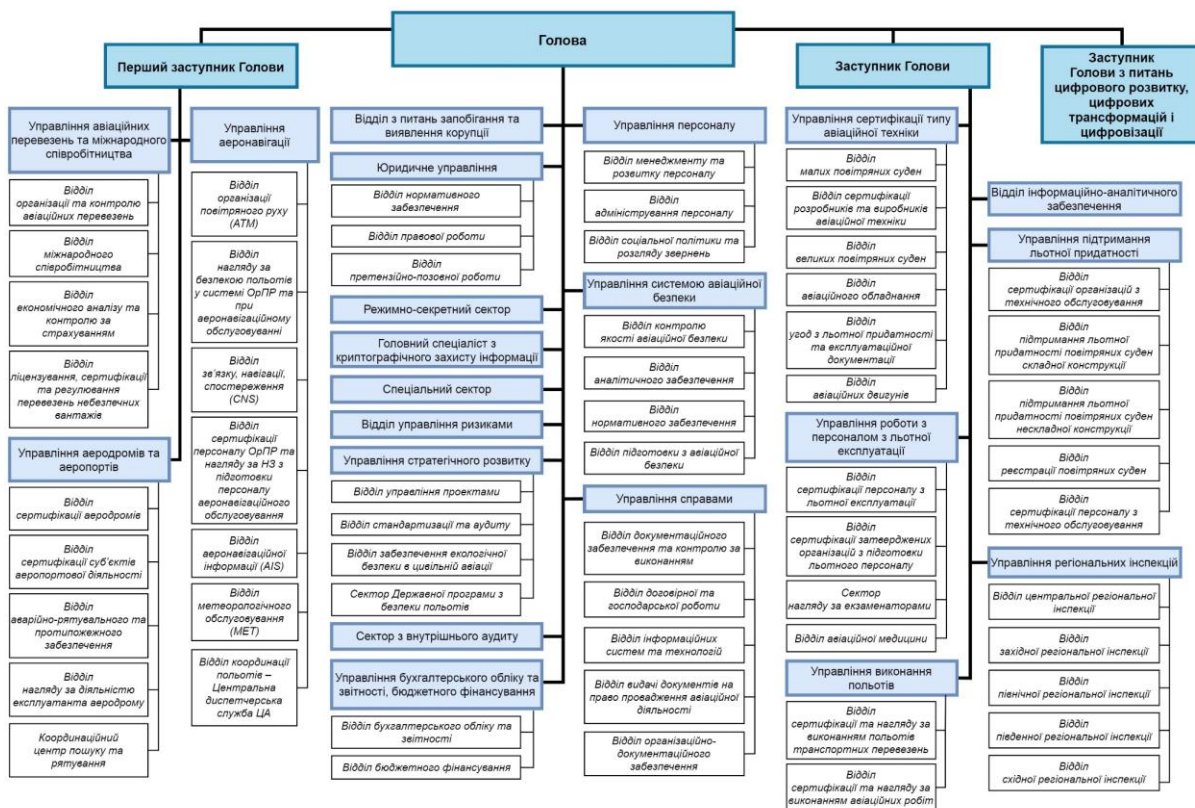 Голова
Перший заступник Голови
Заступник Голови
Заступник
Голови з питань
цифрового розвитку,
цифрових
трансформацій і
цифровізації
Управління авіаційних
перевезень та міжнародного
співробітництва
Відділ
організації та контролю
авіаційних перевезень
Відділ
міжнародного
співробітництва
Відділ
економічного аналізу та
контролю за
страхуванням
Відділ
ліцензування, сертифікації
та регулювання
перевезень небезпечних
вантажів
Управління аеродромів та
аеропортів
Відділ
сертифікації аеродромів
Відділ
сертифікації суб’єктів
аеропортової діяльності
Відділ
аварійно-рятувального та
протипожежного
забезпечення
Відділ
нагляду за діяльністю
експлуатанта аеродрому
Координаційний
центр пошуку та
рятування
Управління
аеронавігації
Відділ
організації
повітряного руху
(ATM)
Відділ
нагляду за
безпекою польотів
у системі ОрПР та
при
аеронавігаційному
обслуговуванні
Відділ
зв’язку, навігації,
спостереження
(CNS)
Відділ сертифікації
персоналу ОрПР та
нагляду за НЗ з
підготовки
персоналу
аеронавігаційного
обслуговування
Відділ
аеронавігаційної
інформації (AIS)
Відділ
метеорологічного
обслуговування
(MET)
Відділ координації
польотів –
Центральна
диспетчерська
служба ЦА
Відділ з питань запобігання та
виявлення корупції
Юридичне управління
Відділ нормативного
забезпечення
Відділ правової роботи
Відділ
претензійно-позовної роботи
Режимно-секретний сектор
Головний спеціаліст з
криптографічного захисту інформації
Спеціальний сектор
Відділ управління ризиками
Управління стратегічного розвитку
Відділ управління проектами
Відділ стандартизації та аудиту
Відділ забезпечення екологічної
безпеки в цивільній авіації
Сектор Державної програми з
безпеки польотів
Сектор з внутрішнього аудиту
Управління бухгалтерського обліку та
звітності, бюджетного фінансування
Відділ бухгалтерського обліку та
звітності
Відділ бюджетного фінансування
Управління персоналу
Відділ менеджменту та
розвитку персоналу
Відділ
адміністрування персоналу
Відділ соціальної політики та
розгляду звернень
Управління системою авіаційної
безпеки
Відділ контролю
якості авіаційної безпеки
Відділ
аналітичного забезпечення
Відділ
нормативного забезпечення
Відділ підготовки з авіаційної
безпеки
Управління справами
Відділ документаційного
забезпечення та контролю за
виконанням
Відділ договірної та
господарської роботи
Відділ інформаційних
систем та технологій
Відділ видачі документів на
право провадження авіаційної
діяльності
Відділ організаційно-
документаційного
забезпечення
Управління сертифікації типу
авіаційної техніки
Відділ
малих повітряних суден
Відділ сертифікації
розробників та виробників
авіаційної техніки
Відділ
великих повітряних суден
Відділ
авіаційного обладнання
Відділ
угод з льотної придатності
та експлуатаційної
документації
Відділ
авіаційних двигунів
Управління роботи з
персоналом з льотної
експлуатації
Відділ
сертифікації персоналу з
льотної експлуатації
Відділ
сертифікації затверджених
організацій з підготовки
льотного персоналу
Сектор
нагляду за екзаменаторами
Відділ авіаційної медицини
Управління виконання
польотів
Відділ
сертифікації та нагляду за
виконанням польотів
транспортних перевезень
Відділ
сертифікації та нагляду за
виконанням авіаційних робіт
Відділ інформаційно-аналітичного
забезпечення
Управління підтримання
льотної придатності
Відділ
сертифікації організацій з
технічного обслуговування
Відділ
підтримання льотної
придатності повітряних суден
складної конструкції
Відділ
підтримання льотної
придатності повітряних суден
нескладної конструкції
Відділ
реєстрації повітряних суден
Відділ
сертифікації персоналу з
технічного обслуговування
Управління регіональних інспекцій
Відділ центральної регіональної
інспекції
Відділ
західної регіональної інспекції
Відділ
північної регіональної інспекції
Відділ
південної регіональної інспекції
Відділ
східної регіональної інспекції